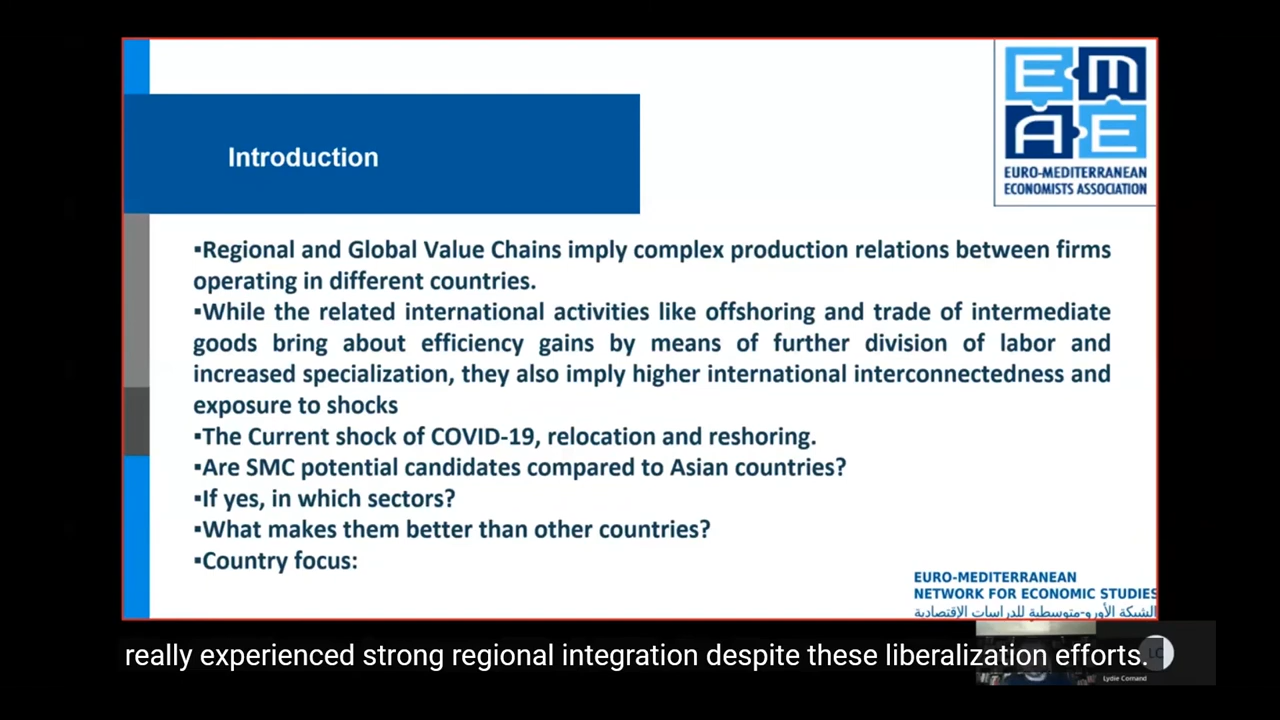 EMAE
EURO-MEDITERRANEAN
ECONOMISTS ASSOCIATION
Introduction
▪Regional and Global Value Chains imply complex production relations between firms
operating in different countries.
▪While the related international activities like offshoring and trade of intermediate
goods bring about efficiency gains by means of further division of labor and
increased specialization, they also imply higher international interconnectedness and
exposure to shocks
▪The Current shock of COVID-19, relocation and reshoring.
▪Are SMC potential candidates compared to Asian countries?
▪If yes, in which sectors?
▪What makes them better than other countries?
▪Country focus:
EURO-MEDITERRANEAN
NETWORK FOR ECONOMIC STUDIES
الشبكة الأورو-متوسطية للدراسات الإقتصادية
really experienced strong regional integration despite these liberalization efforts.
LC
Lydie Cornand